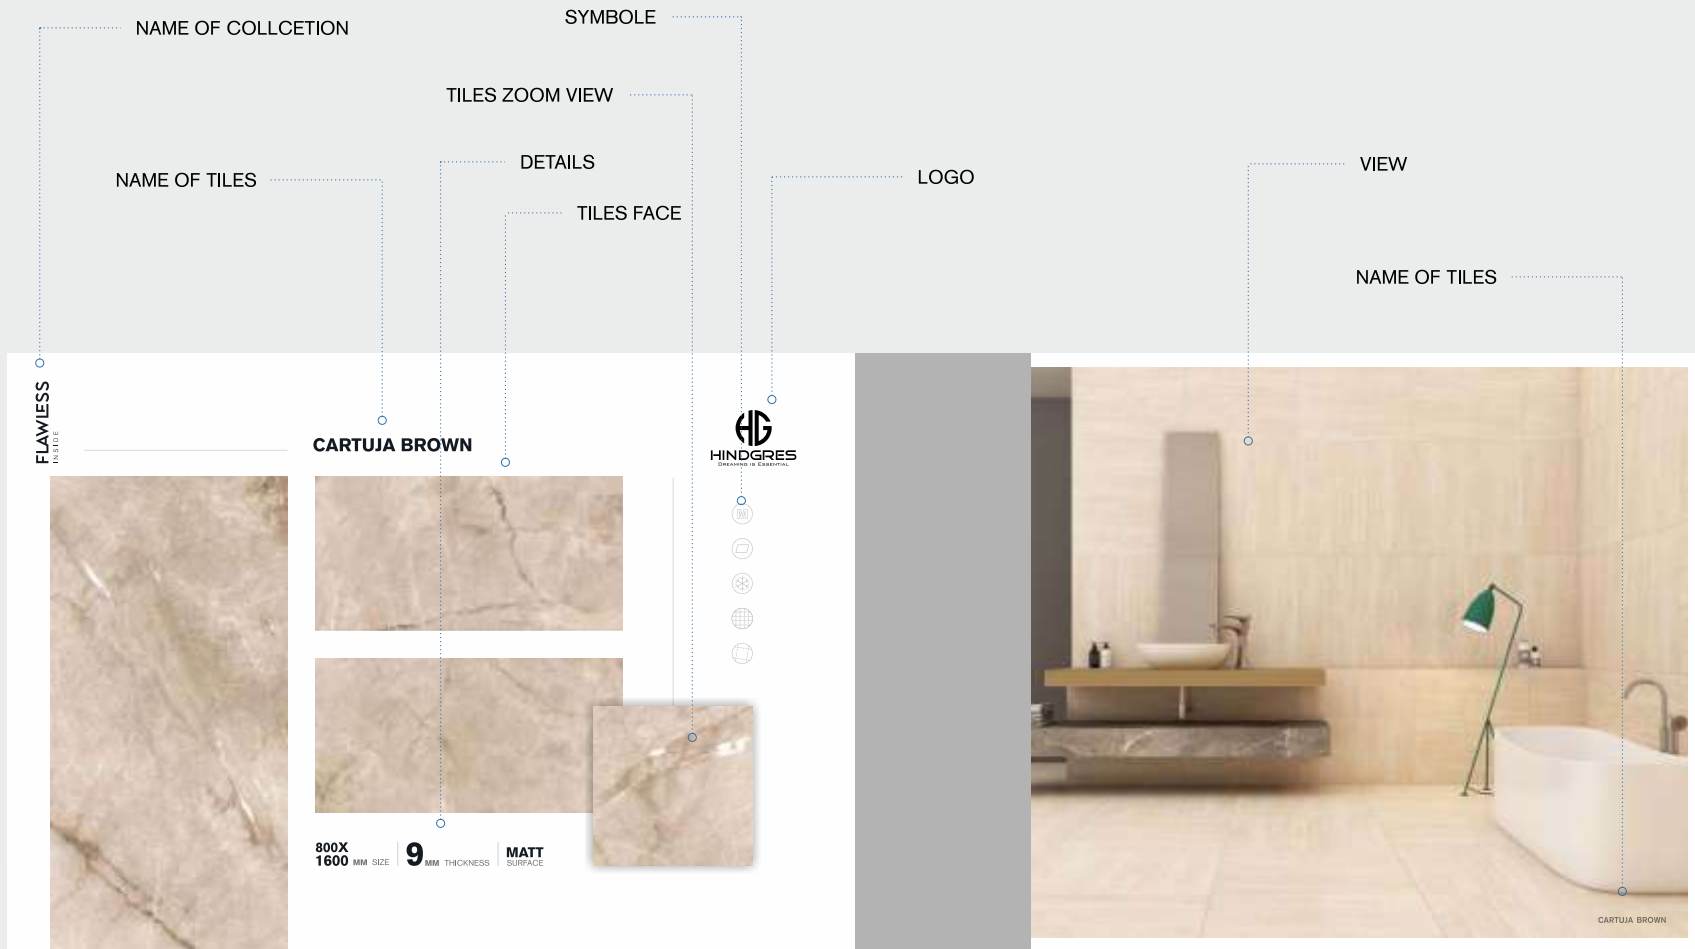 NAME OF COLLCETION
SYMBOLE
TILES ZOOM VIEW
DETAILS
NAME OF TILES
TILES FACE
LOGO
VIEW
NAME OF TILES
FLAWLESS
INSIDE
CARTUJA BROWN
HG
HINDGRES
DREAMING IS ESSENTIAL
M
800X
1600 MM SIZE
9 MM THICKNESS
MATT
SURFACE
CARTUJA BROWN